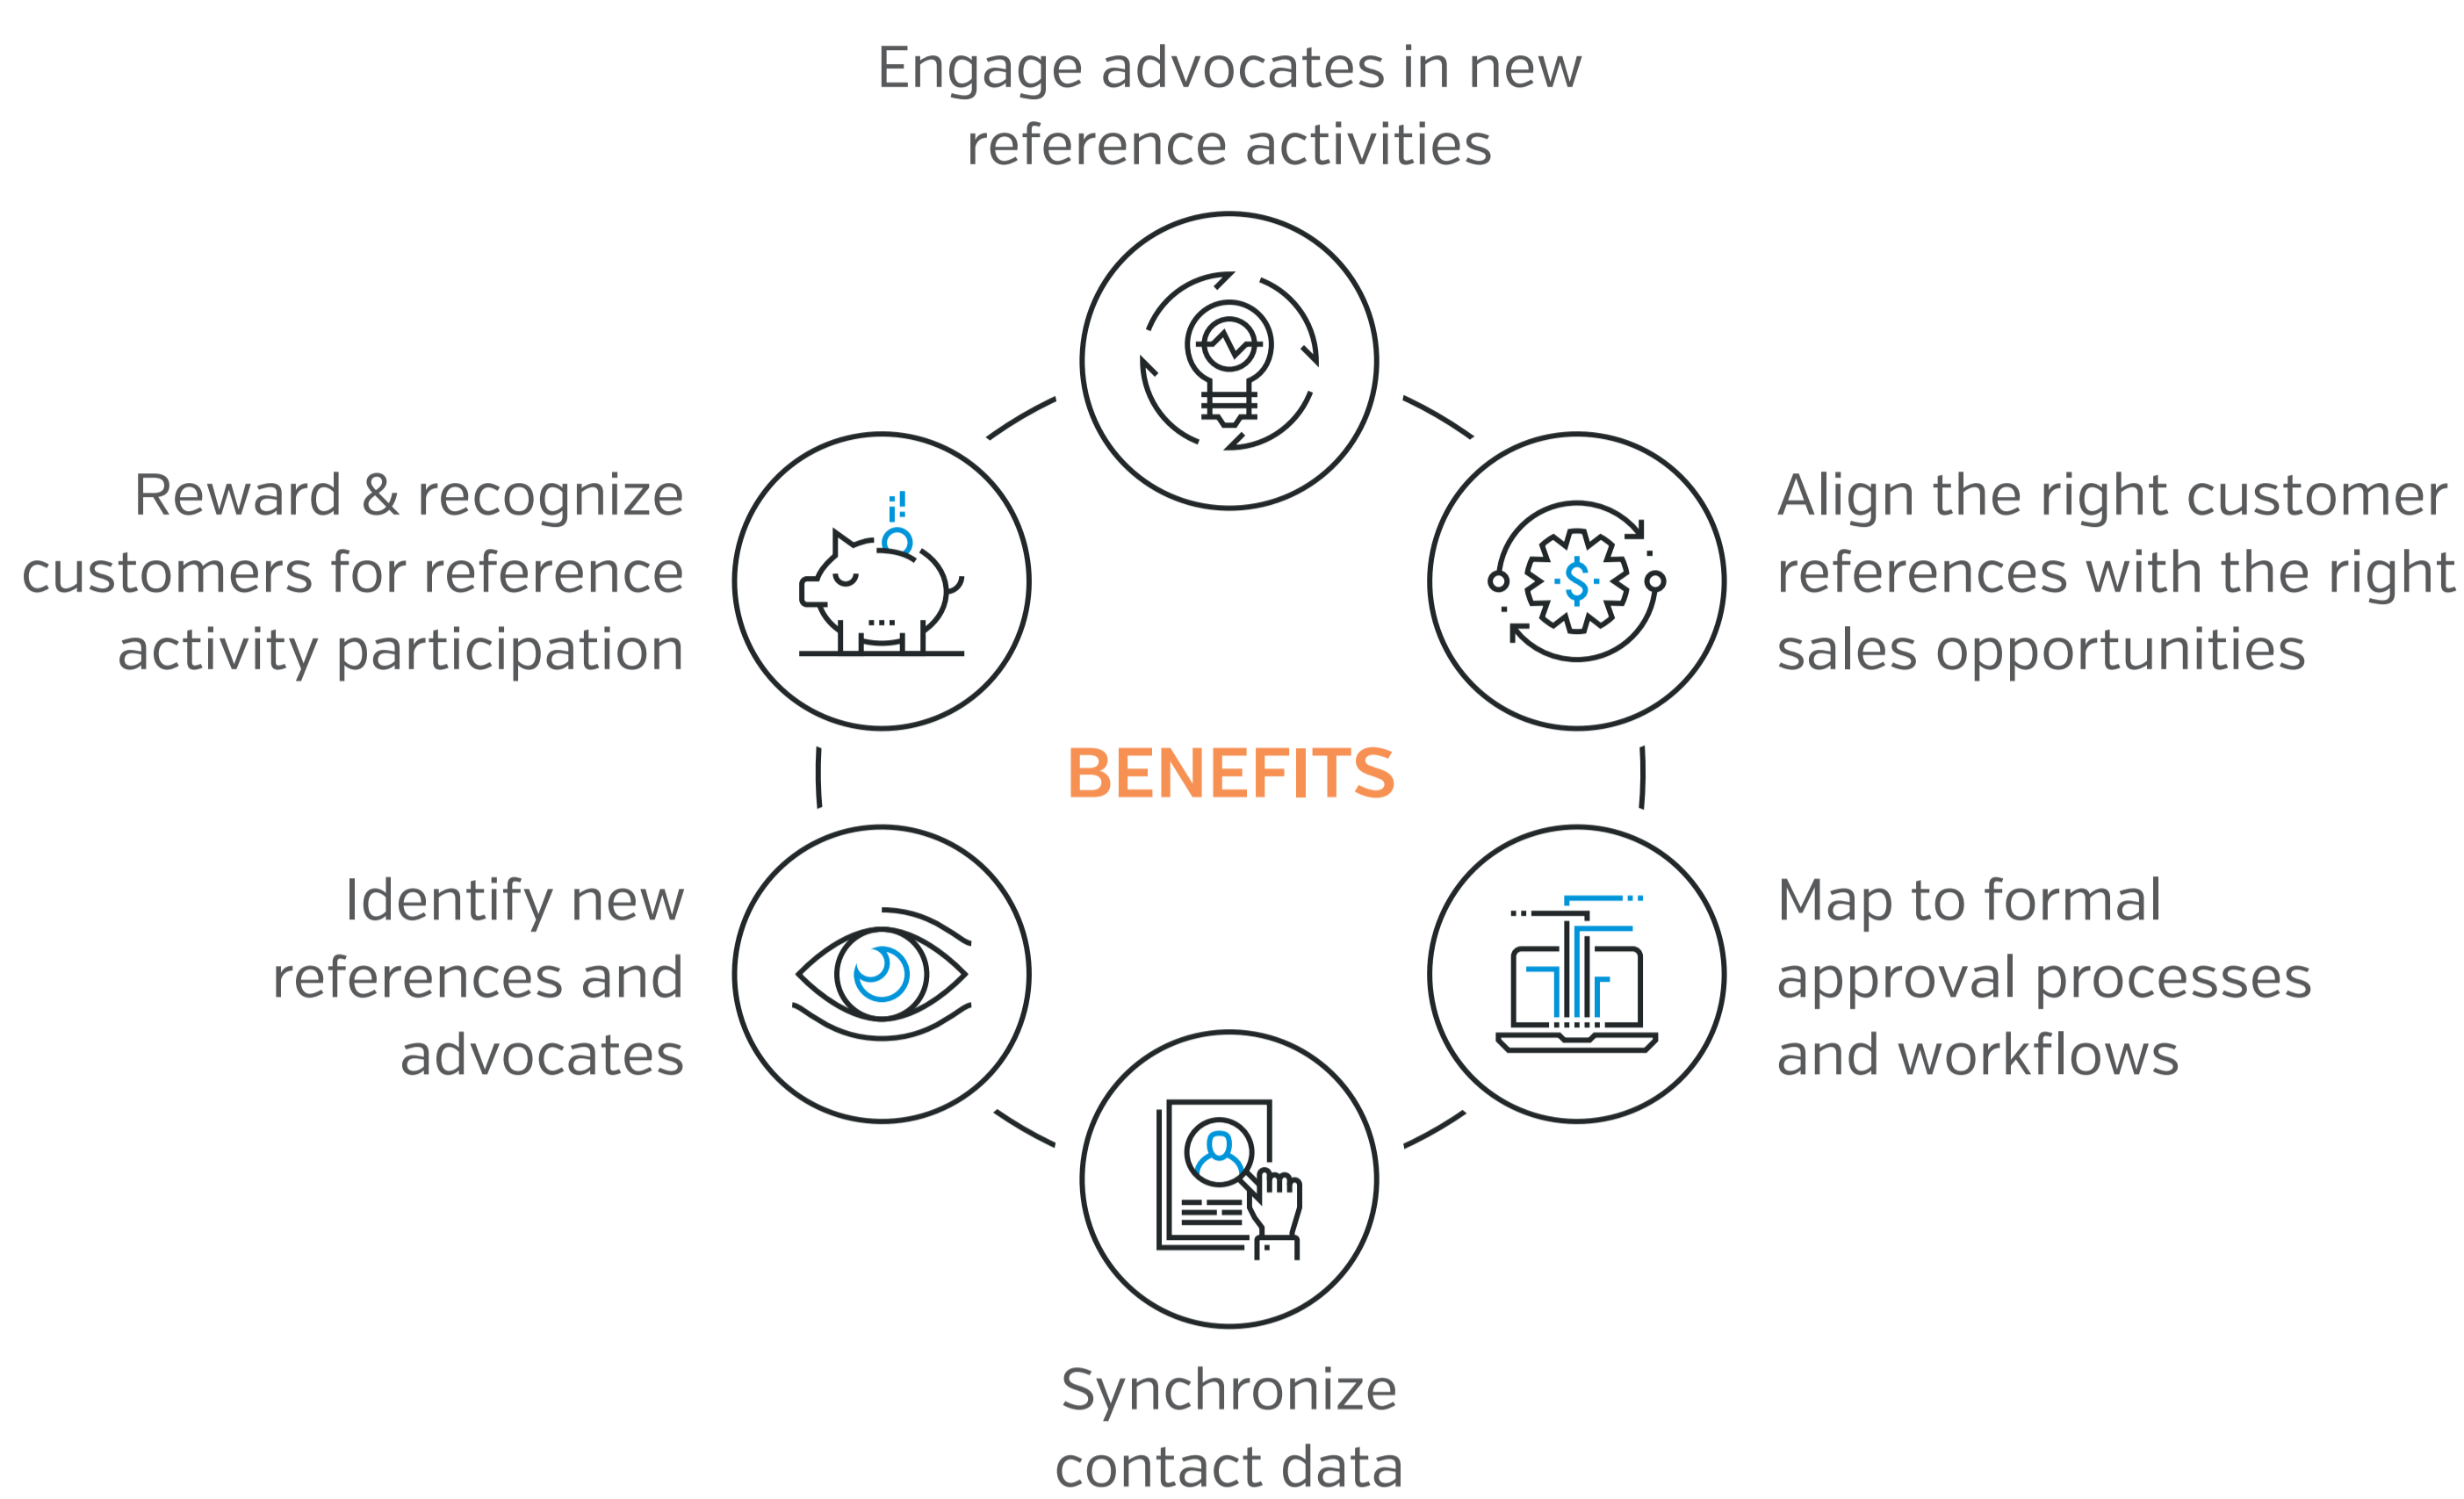 Engage advocates in new
reference activities
Reward & recognize
customers for reference
activity participation
Align the right customer
reference with the right
sales opportunities
BENEFITS
Identify new
references and
advocates
Map to formal
approval processes
and workflows
Synchronize
contact data